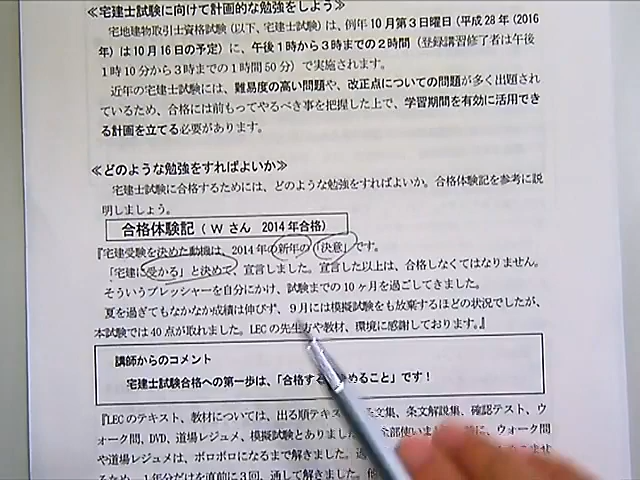 ≪宅建士試験に向けて計画的な勉強をしよう≫
宅地建物取引士資格試験（以下、宅建士試験）は、例年10月第3日曜日（平成28年（2016
年）は10月16日の予定）に、午後1時から3時までの2時間（登録講習修了者は午後
1時10分から3時までの1時間50分）で実施されます。
近年の宅建士試験には、難易度の高い問題や、改正点についての問題が多く出題され
ているため、合格には前もってやるべき事を把握した上で、学習期間を有効に活用でき
る計画を立てる必要があります。
≪どのような勉強をすればよいか≫
宅建士試験に合格するためには、どのような勉強をすればよいか。合格体験記を参考に説
明しましょう。
合格体験記（Wさん 2014年合格）
『宅建受験を決めた動機は、2014年の新年の「決意」です。
「宅建に受かる」と決めて、宣言しました。宣言した以上は、合格しなくてはなりません。
そういうプレッシャーを自分にかけ、試験までの10ヶ月を過ごしてきました。
夏を過ぎてもなかなか成績は伸びず、9月には模擬試験をも放棄するほどの状況でしたが、
本試験では40点が取れました。LECの先生方や教材、環境に感謝しております。』
講師からのコメント
宅建士試験合格への第一歩は、「合格する めること」です！
『LECのテキスト、教材については、出る順テキ 条文集、条文解説集、確認テスト、ウ
ォーク問、DVD、道場レジュメ、模擬試験とありまし 全部使いま に、ウォーク問
や道場レジュメは、ボロボロになるまで解きました。
1年分だけを直前に3回、通して解きました。